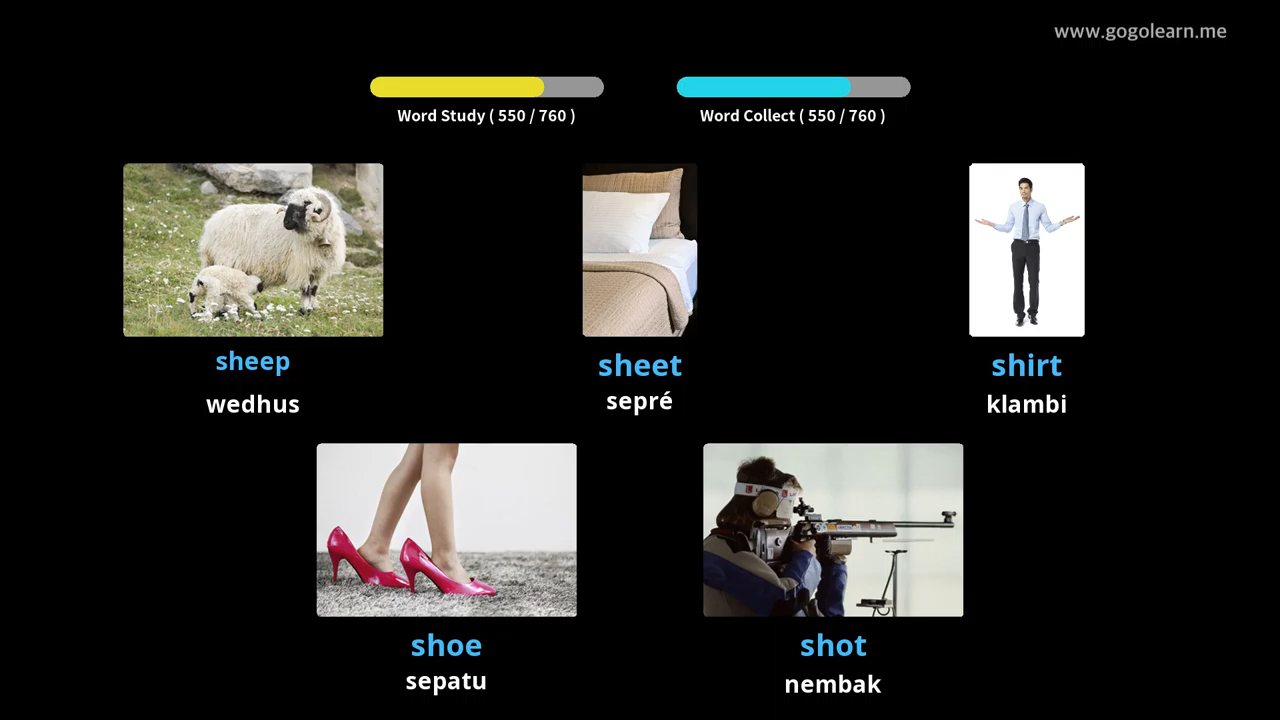 www.gogolearn.me
Word Study ( 550 / 760 )
Word Collect ( 550 / 760 )
sheep
wedhus
sheet
sepré
shirt
klambi
shoe
sepatu
shot
nembak